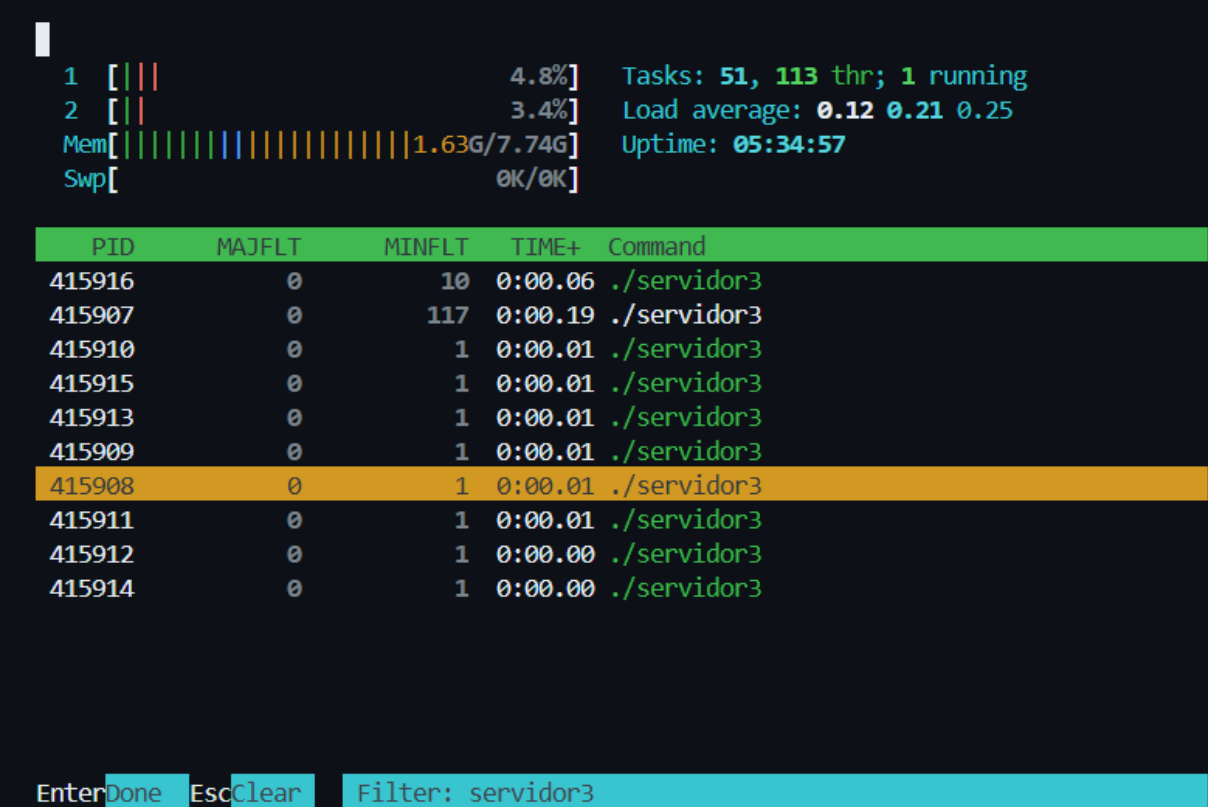 1 [||| 4.8%] Tasks: 51, 113 thr; 1 running
2 [|| 3.4%] Load average: 0.12 0.21 0.25
Mem[||||||||||||||||||||||1.63G/7.74G] Uptime: 05:34:57
Swp[ 0K/0K]
PID MAJFLT MINFLT TIME+ Command
415916 0 10 0:00.06 ./servidor3
415907 0 117 0:00.19 ./servidor3
415910 0 1 0:00.01 ./servidor3
415915 0 1 0:00.01 ./servidor3
415913 0 1 0:00.01 ./servidor3
415909 0 1 0:00.01 ./servidor3
415908 0 1 0:00.01 ./servidor3
415911 0 1 0:00.01 ./servidor3
415912 0 1 0:00.00 ./servidor3
415914 0 1 0:00.00 ./servidor3
EnterDone EscClear Filter: servidor3